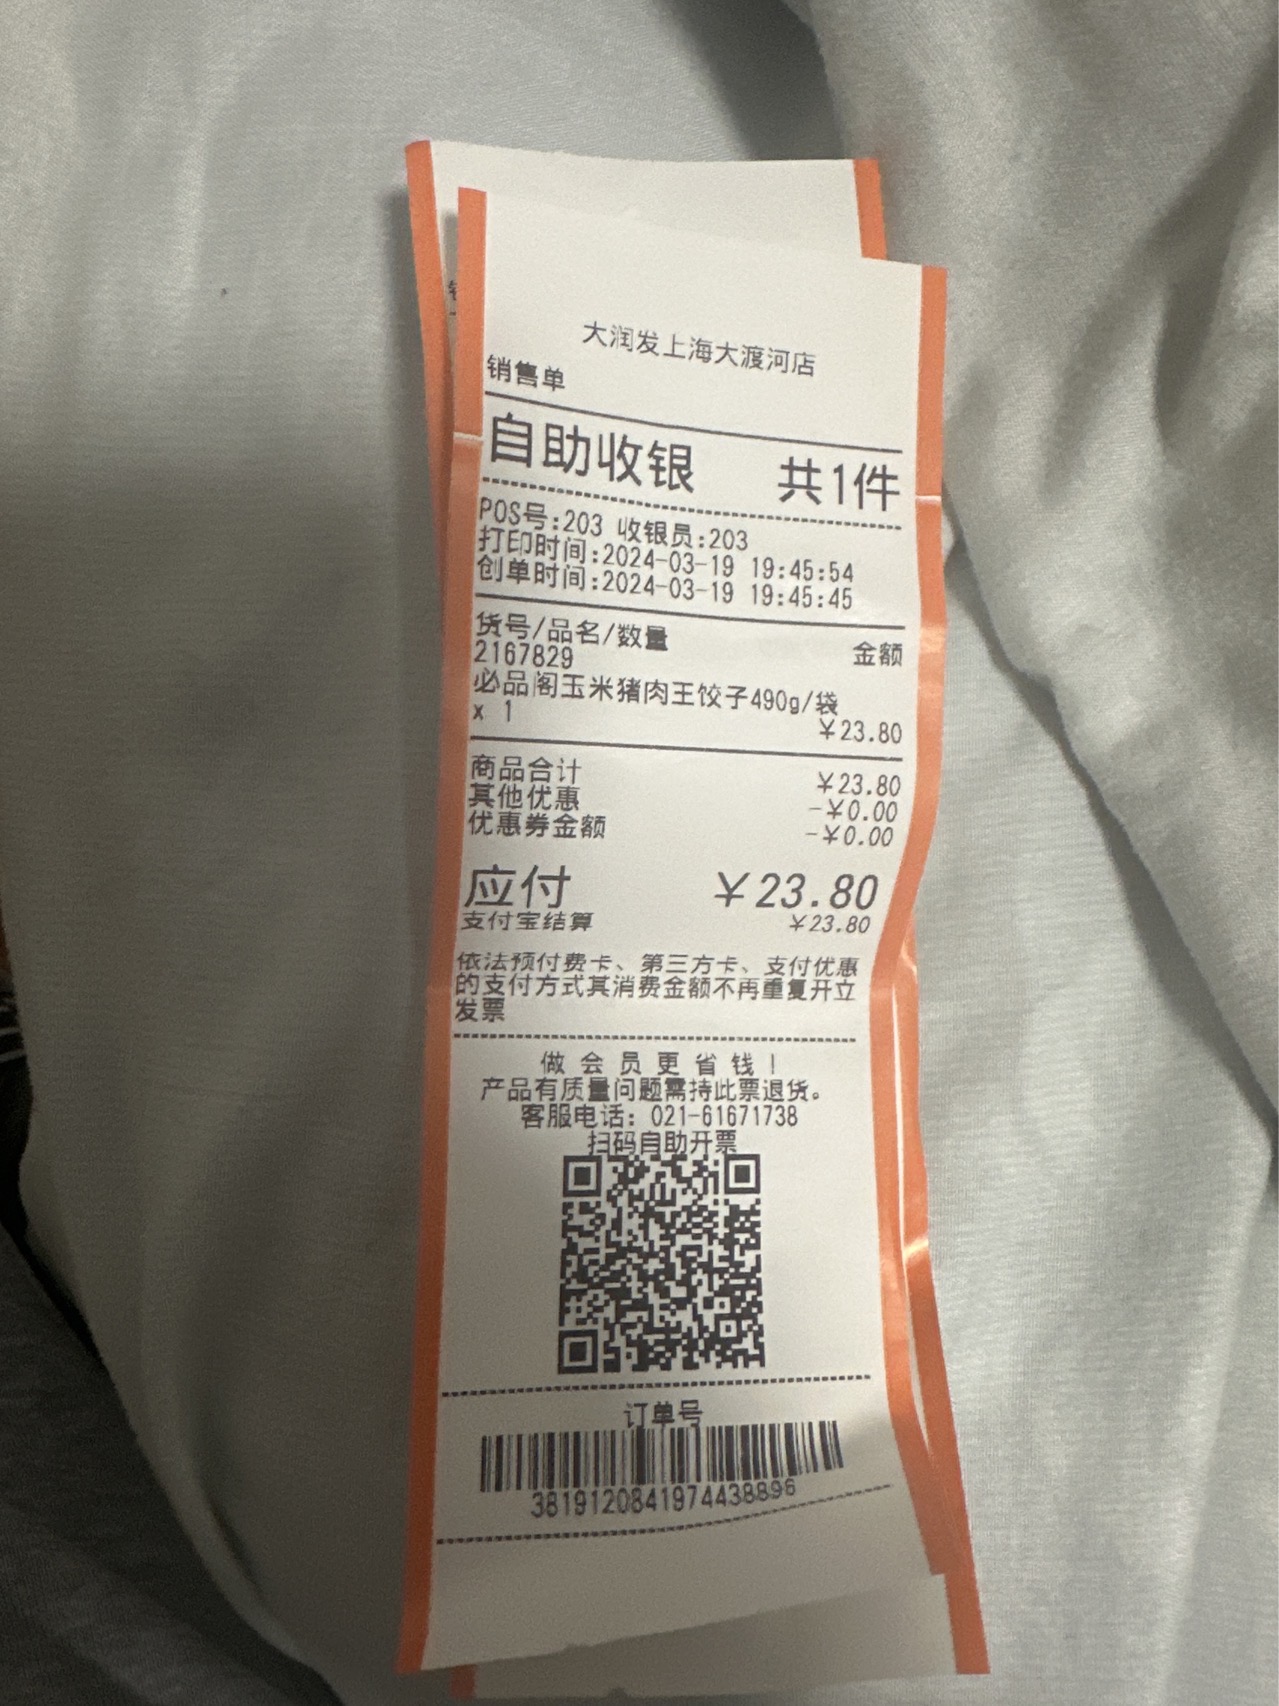 大润发上海大渡河店
销售单
自助收银 共1件
POS号:203 收银员:203
打印时间:2024-03-19 19:45:54
创单时间:2024-03-19 19:45:45
货号/品名/数量 金额
2167829
必品阁玉米猪肉王饺子490g/袋
x 1 ￥23.80
商品合计 ￥23.80
其他优惠 -￥0.00
优惠券金额 -￥0.00
应付 ￥23.80
支付宝结算 ￥23.80
依法预付费卡、第三方卡、支付优惠
的支付方式其消费金额不再重复开立
发票
做会员更省钱！
产品有质量问题需持此票退货。
客服电话：021-61671738
扫码自助开票
订单号
3819120841974438896